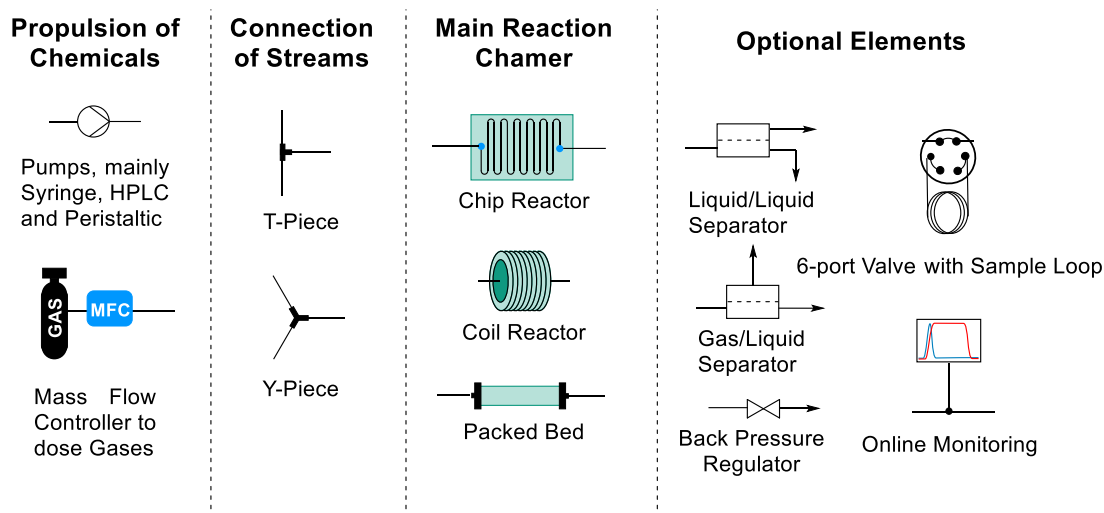 Propulsion of
Chemicals
Pumps, mainly
Syringe, HPLC
and Peristaltic
GAS
MFC
Mass Flow
Controller to
dose Gases
Connection
of Streams
T-Piece
Y-Piece
Main Reaction
Chamer
Chip Reactor
Coil Reactor
Packed Bed
Optional Elements
Liquid/Liquid
Separator
Gas/Liquid
Separator
Back Pressure
Regulator
6-port Valve with Sample Loop
Online Monitoring